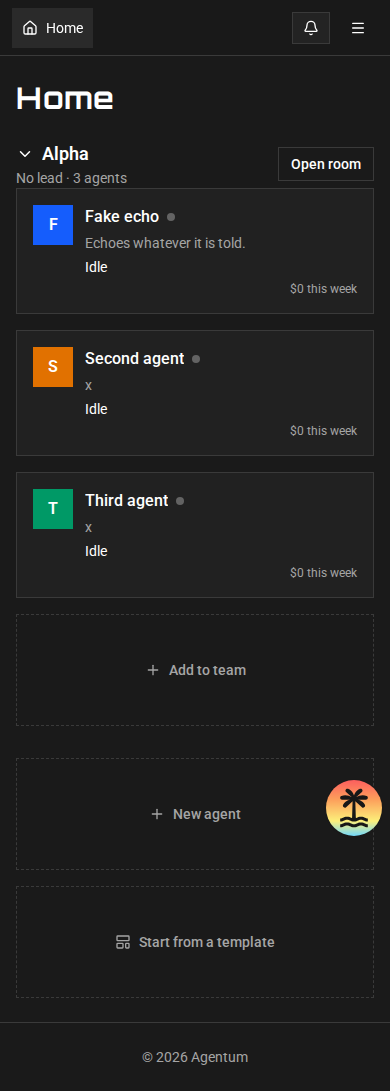 Home
Home
Alpha
No lead · 3 agents
Open room
F
Fake echo
Echoes whatever it is told.
Idle
$0 this week
S
Second agent
x
Idle
$0 this week
T
Third agent
x
Idle
$0 this week
Add to team
New agent
Start from a template
© 2026 Agentum